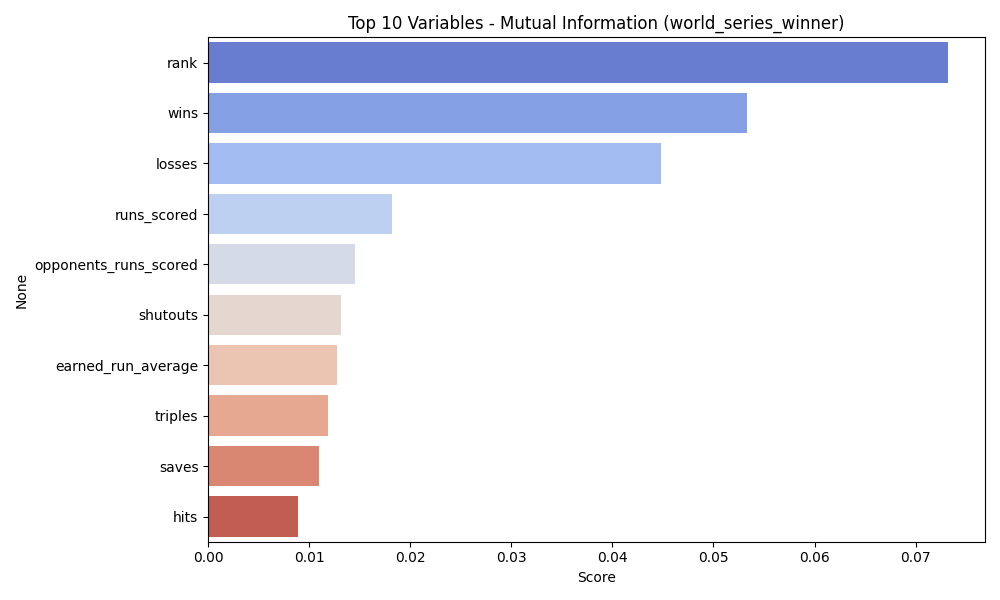 Top 10 Variables - Mutual Information (world_series_winner)
None
rank
wins
losses
runs_scored
opponents_runs_scored
shutouts
earned_run_average
triples
saves
hits
0.00 0.01 0.02 0.03 0.04 0.05 0.06 0.07
Score